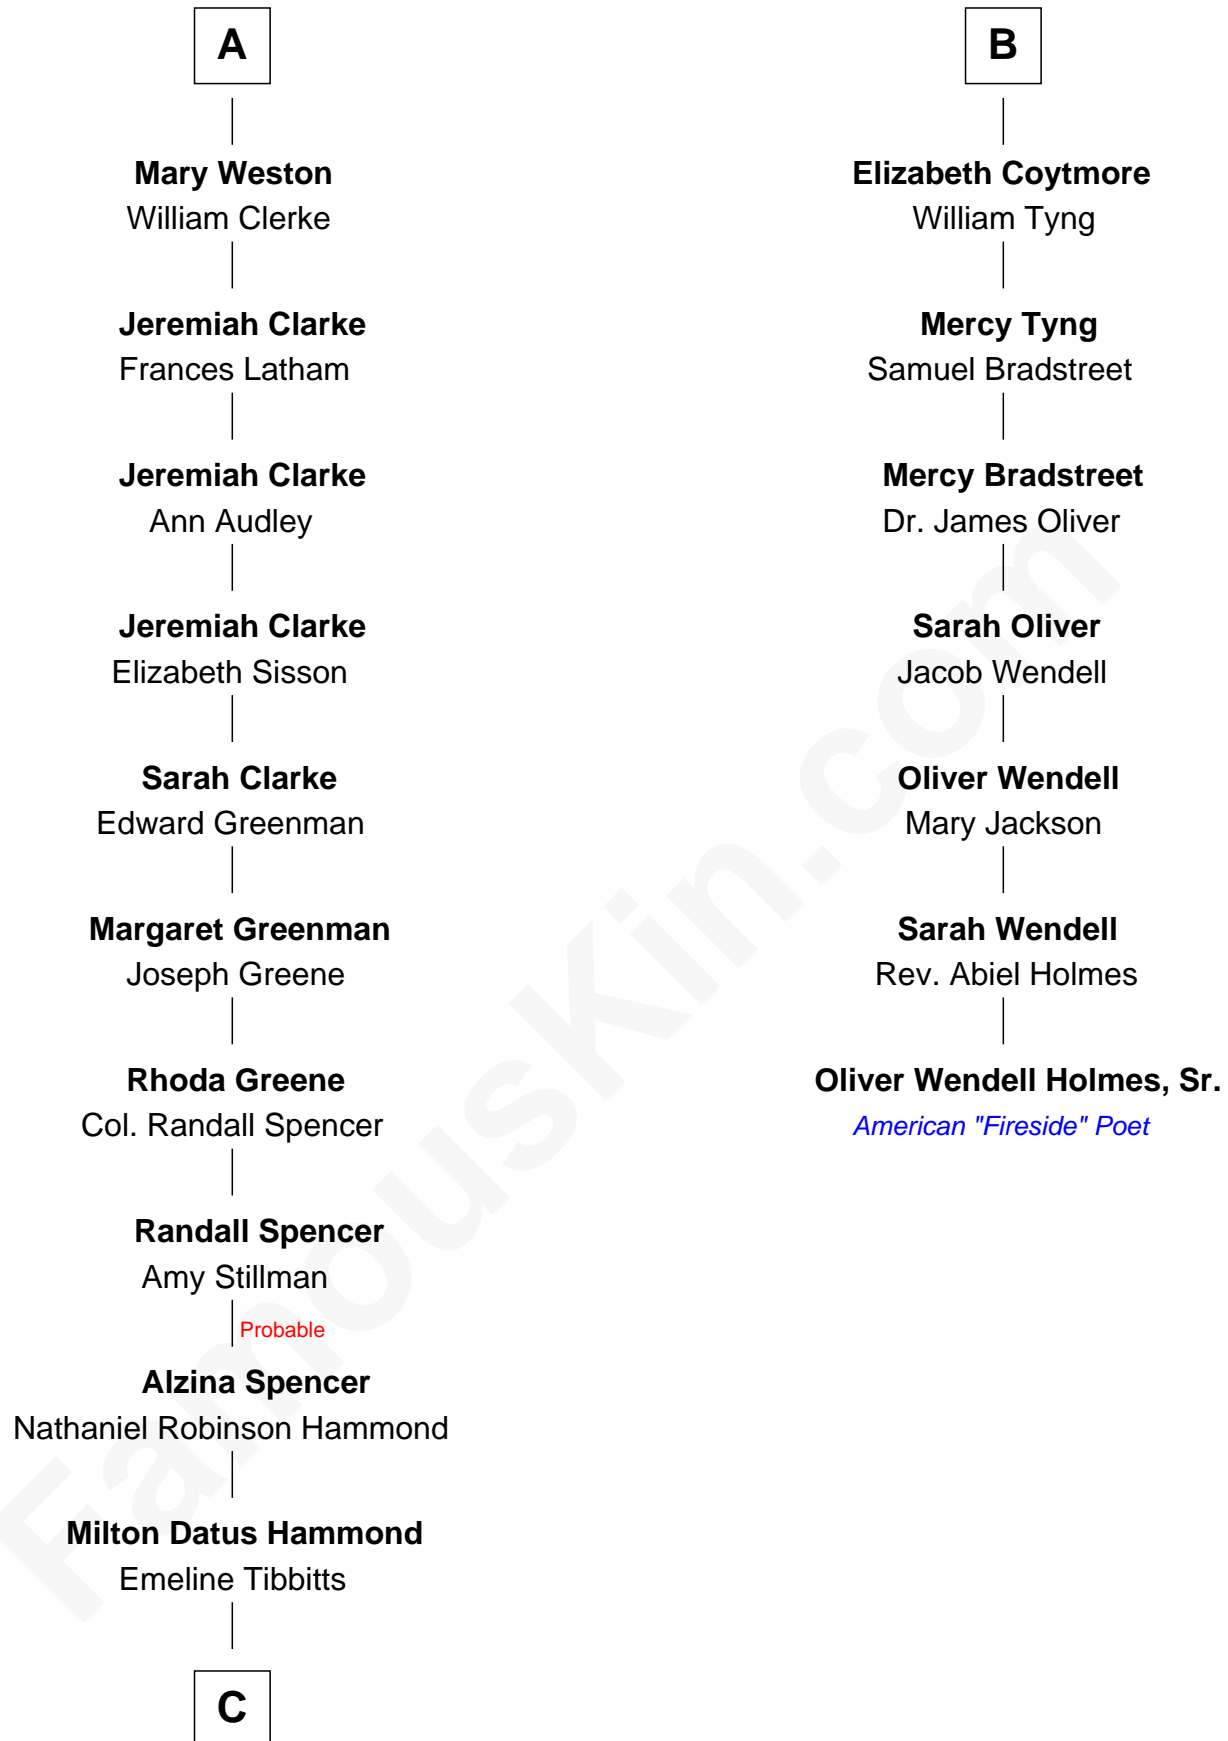 A
Mary Weston
William Clerke
Jeremiah Clarke
Frances Latham
Jeremiah Clarke
Ann Audley
Jeremiah Clarke
Elizabeth Sisson
Sarah Clarke
Edward Greenman
Margaret Greenman
Joseph Greene
Rhoda Greene
Col. Randall Spencer
Randall Spencer
Amy Stillman
Probable
Alzina Spencer
Nathaniel Robinson Hammond
Milton Datus Hammond
Emeline Tibbitts
C
B
Elizabeth Coytmore
William Tyng
Mercy Tyng
Samuel Bradstreet
Mercy Bradstreet
Dr. James Oliver
Sarah Oliver
Jacob Wendell
Oliver Wendell
Mary Jackson
Sarah Wendell
Rev. Abiel Holmes
Oliver Wendell Holmes, Sr.
American "Fireside" Poet
FamousKin.com